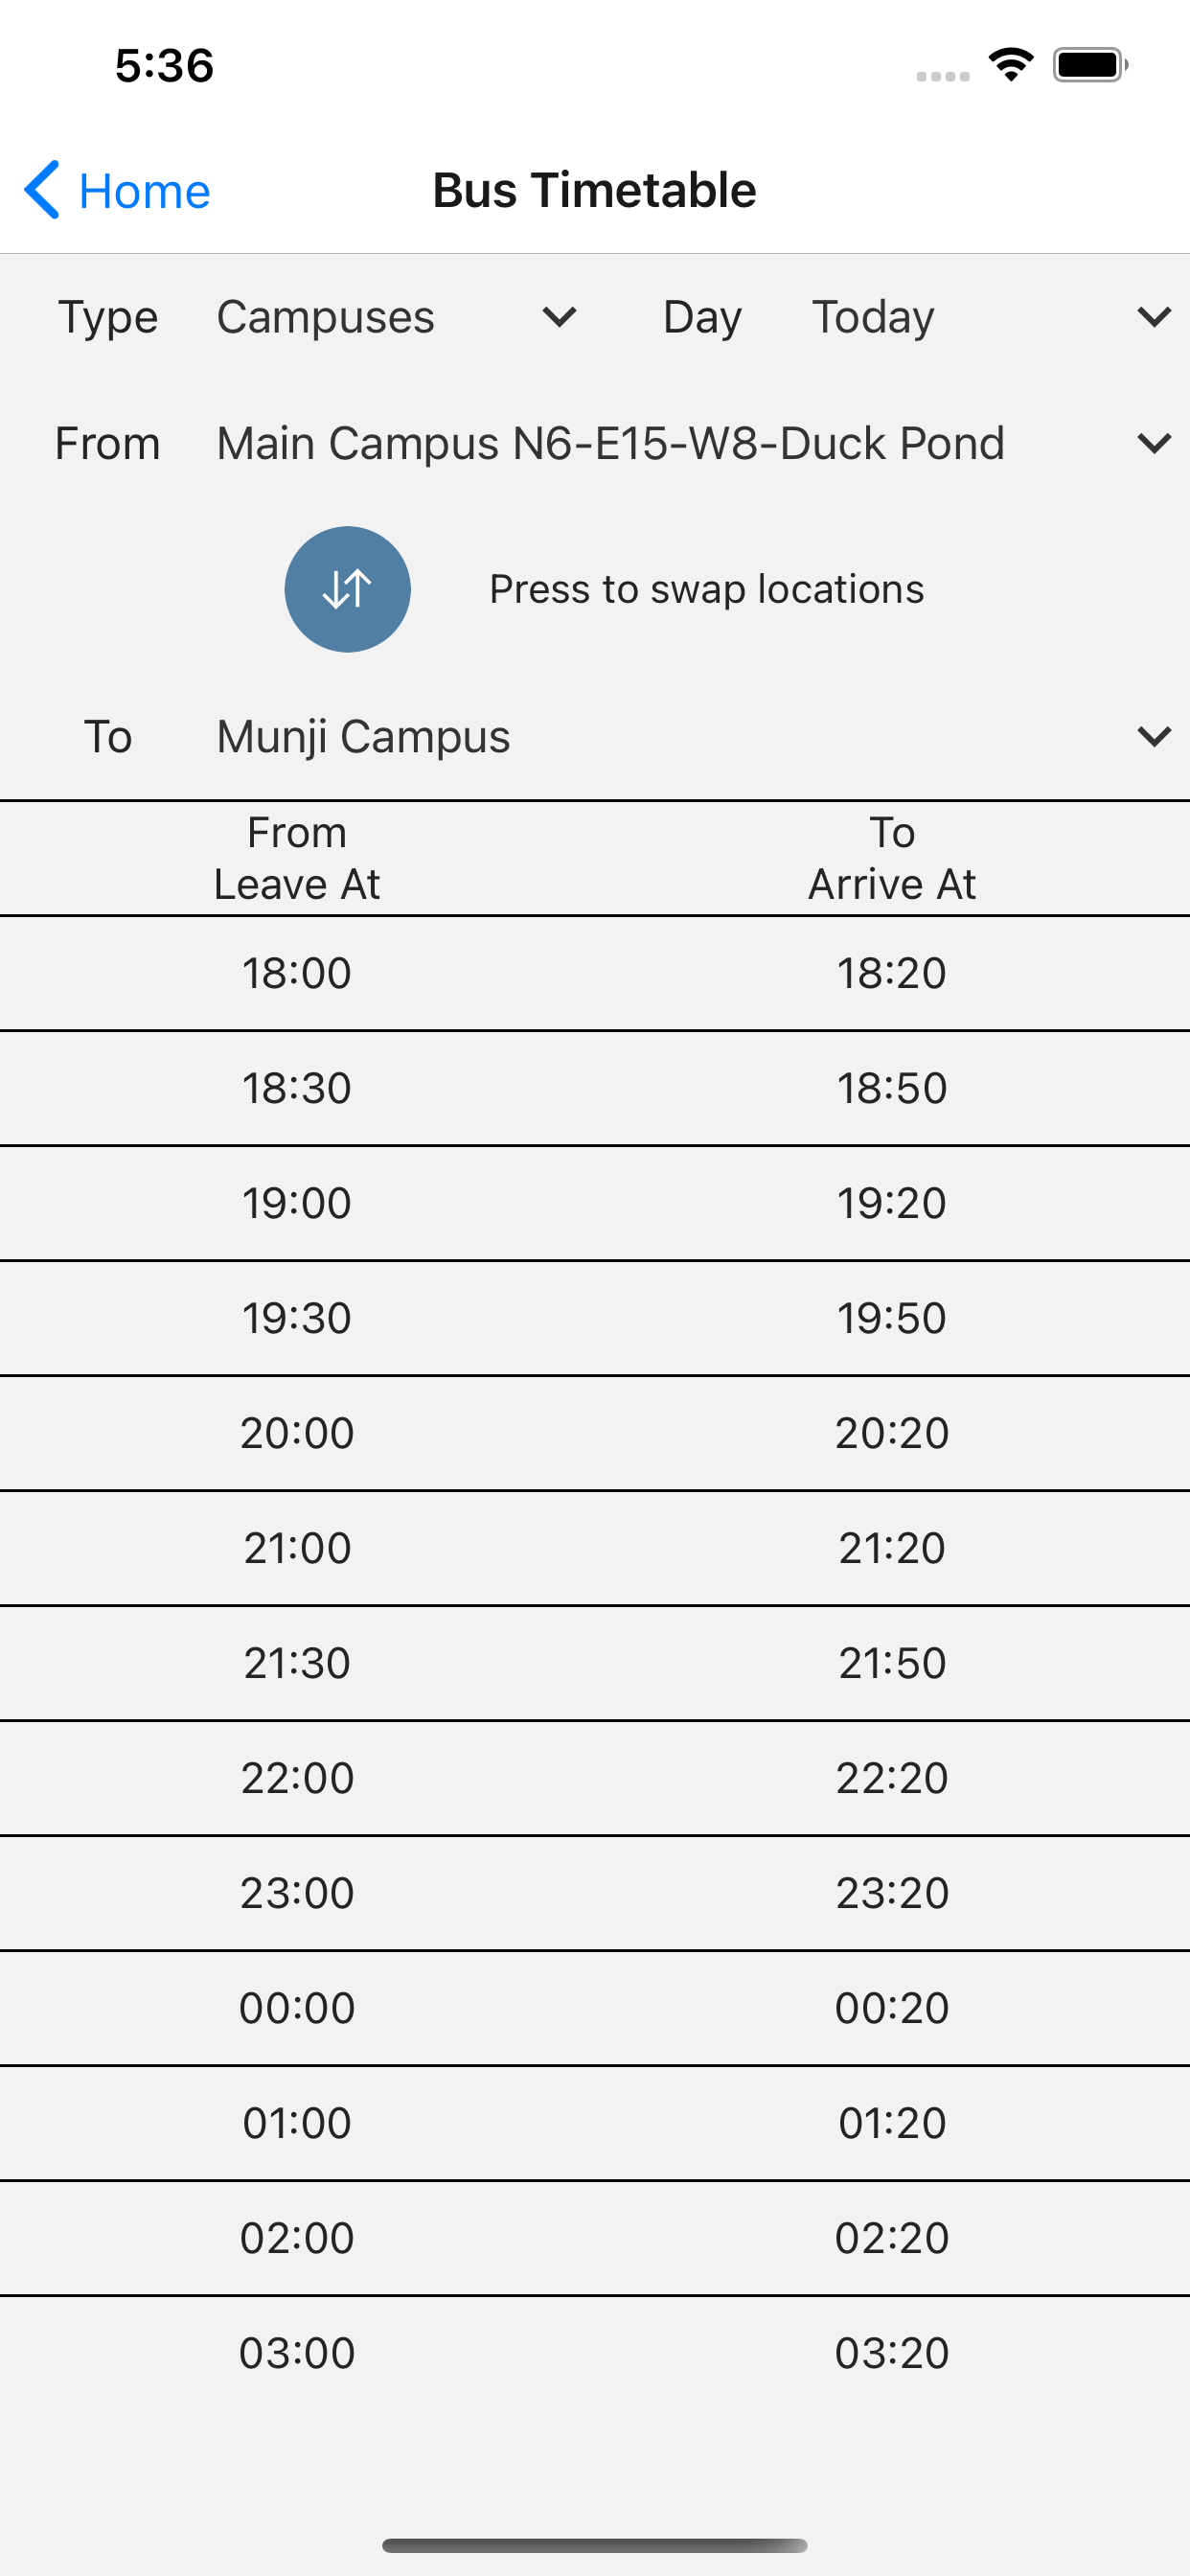 5:36
Home Bus Timetable
Type Campuses Day Today
From Main Campus N6-E15-W8-Duck Pond
Press to swap locations
To Munji Campus
From To
Leave At Arrive At
18:00 18:20
18:30 18:50
19:00 19:20
19:30 19:50
20:00 20:20
21:00 21:20
21:30 21:50
22:00 22:20
23:00 23:20
00:00 00:20
01:00 01:20
02:00 02:20
03:00 03:20